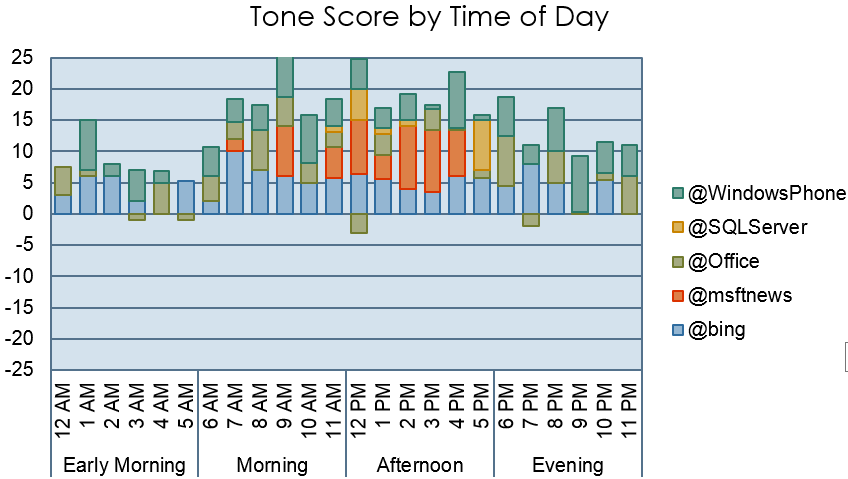 Tone Score by Time of Day
25
20
15
10
5
0
-5
-10
-15
-20
-25
@WindowsPhone
@SQLServer
@Office
@msftnews
@bing
12 AM
1 AM
2 AM
3 AM
4 AM
5 AM
6 AM
7 AM
8 AM
9 AM
10 AM
11 AM
12 PM
1 PM
2 PM
3 PM
4 PM
5 PM
6 PM
7 PM
8 PM
9 PM
10 PM
11 PM
Early Morning
Morning
Afternoon
Evening